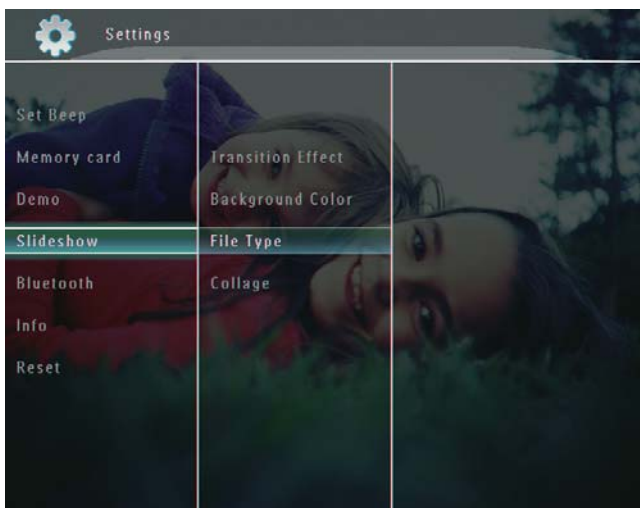 Settings
Set Beep
Memory card
Demo
Slideshow
Bluetooth
Info
Reset
Transition Effect
Background Color
File Type
Collage